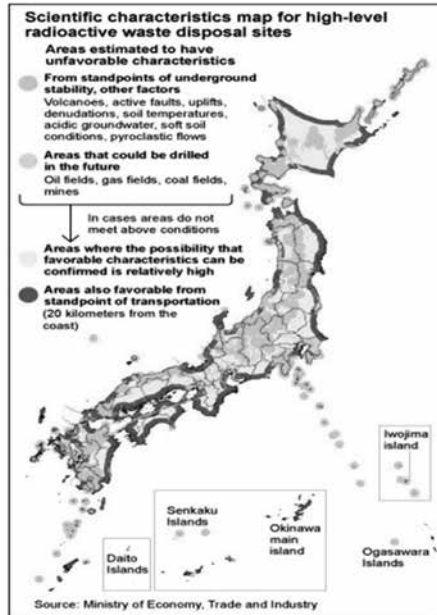 Scientific characteristics map for high-level
radioactive waste disposal sites
Areas estimated to have
unfavorable characteristics
From standpoints of underground
stability, other factors
Volcanoes, active faults, uplifts,
denudations, soil temperatures,
acidic groundwater, soft soil
conditions, pyroclastic flows
Areas that could be drilled
in the future
Oil fields, gas fields, coal fields,
mines
In cases areas do not
meet above conditions
Areas where the possibility that
favorable characteristics can be
confirmed is relatively high
Areas also favorable from
standpoint of transportation
(20 kilometers from the
coast)
Iwojima
island
Senkaku
Islands
Okinawa
main
island
Daito
Islands
Ogasawara
Islands
Source: Ministry of Economy, Trade and Industry